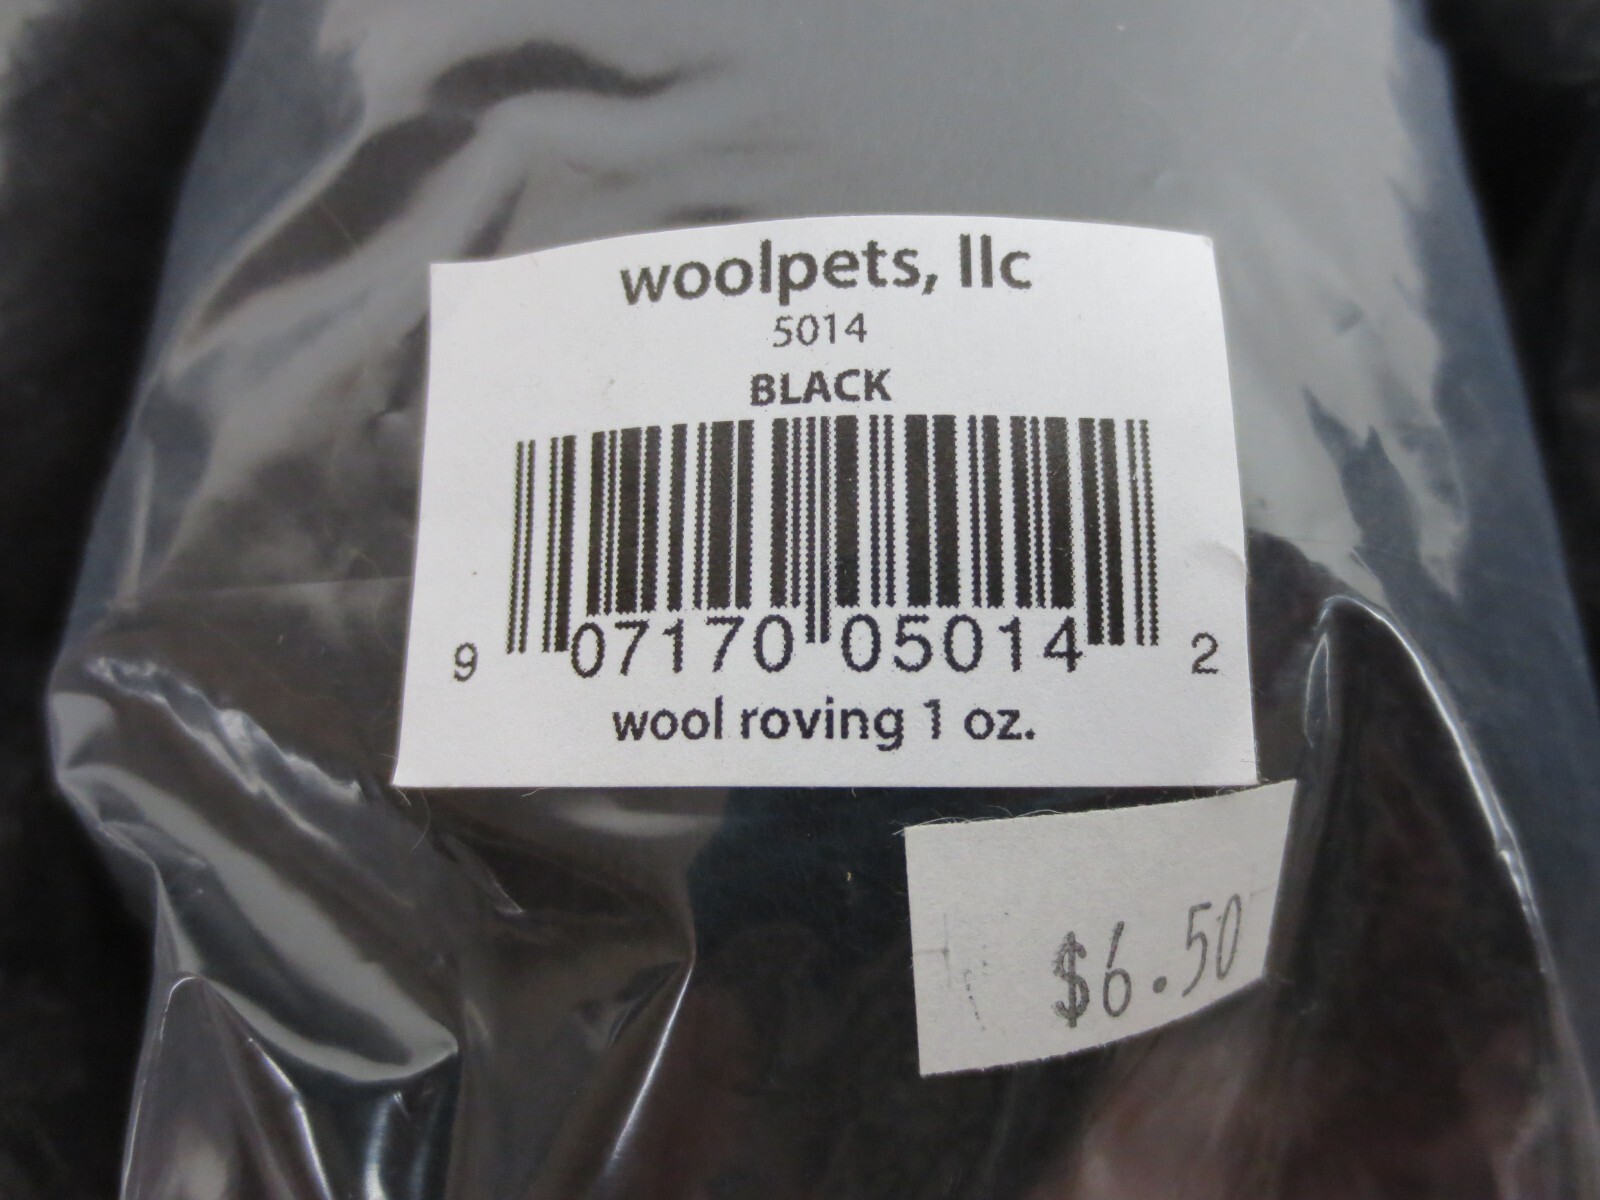 woolpets, llc
5014
BLACK
9 07170 05014 2
wool roving 1 oz.
$6.50